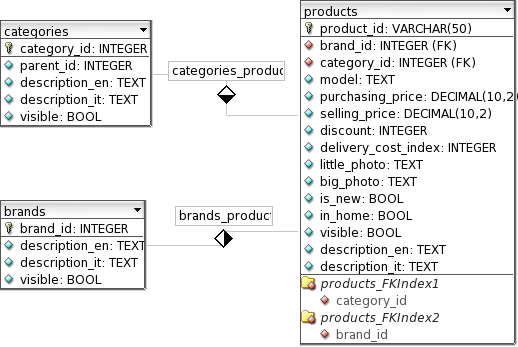 categories
category_id: INTEGER
parent_id: INTEGER
description_en: TEXT
description_it: TEXT
visible: BOOL
categories_produc
brands
brand_id: INTEGER
description_en: TEXT
description_it: TEXT
visible: BOOL
brands_produc
products
product_id: VARCHAR(50)
brand_id: INTEGER (FK)
category_id: INTEGER (FK)
model: TEXT
purchasing_price: DECIMAL(10,2
selling_price: DECIMAL(10,2)
discount: INTEGER
delivery_cost_index: INTEGER
little_photo: TEXT
big_photo: TEXT
is_new: BOOL
in_home: BOOL
visible: BOOL
description_en: TEXT
description_it: TEXT
products_FKIndex1
category_id
products_FKIndex2
brand_id